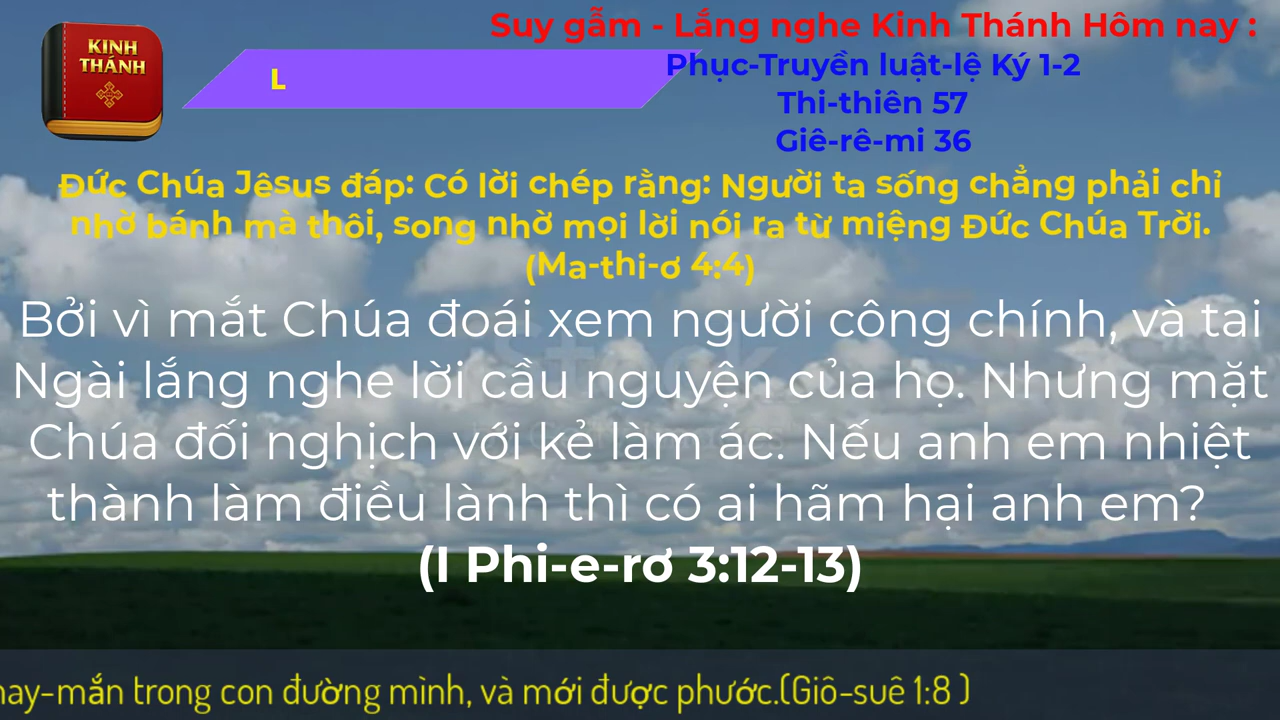 Suy gẫm - Lắng nghe Kinh Thánh Hôm nay :
KINH
THÁNH
L
Phục-Truyền luật-lệ Ký 1-2
Thi-thiên 57
Giê-rê-mi 36
Đức Chúa Jêsus đáp: Có lời chép rằng: Người ta sống chẳng phải chỉ
nhờ bánh mà thôi, song nhờ mọi lời nói ra từ miệng Đức Chúa Trời.
(Ma-thi-ơ 4:4)
Bởi vì mắt Chúa đoái xem người công chính, và tai
Ngài lắng nghe lời cầu nguyện của họ. Nhưng mặt
Chúa đối nghịch với kẻ làm ác. Nếu anh em nhiệt
thành làm điều lành thì có ai hãm hại anh em?
(I Phi-e-rơ 3:12-13)
ay-mắn trong con đường mình, và mới được phước.(Giô-suê 1:8 )